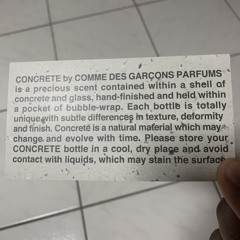 CONCRETE by COMME DES GARÇONS PARFUMS
is a precious scent contained within a shell of
concrete and glass, hand-finished and held within
a pocket of bubble-wrap. Each bottle is totally
unique with subtle differences in texture, deformity
and finish. Concrete is a natural material which may
change and evolve with time. Please store your
CONCRETE bottle in a cool, dry place and avoid
contact with liquids, which may stain the surface